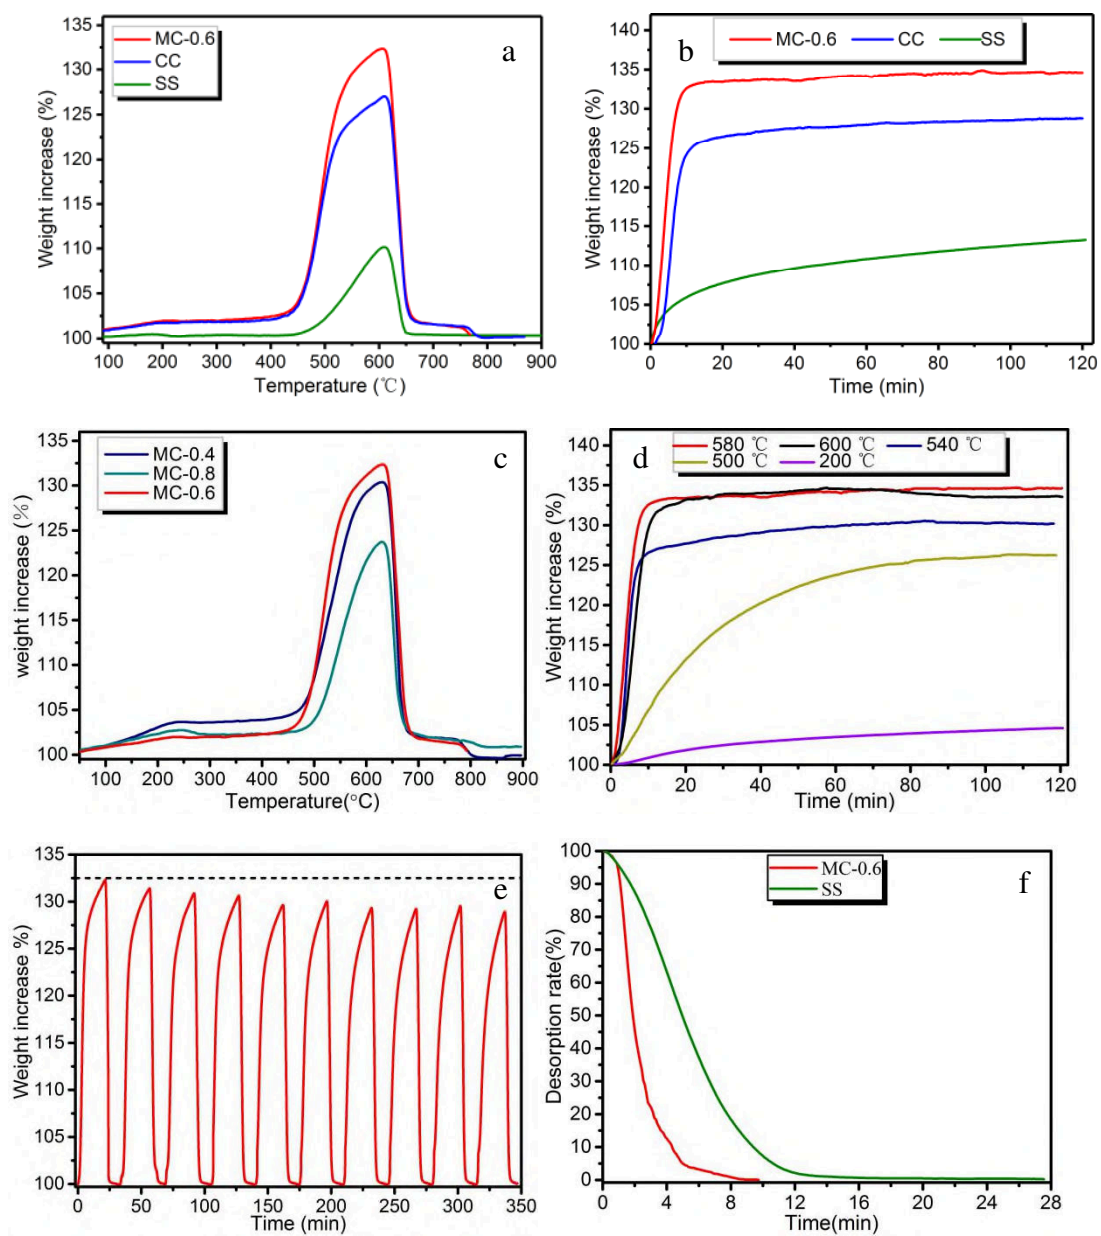 a
MC-0.6
CC
SS
Weight increase (%)
135
130
125
120
115
110
105
100
100 200 300 400 500 600 700 800 900
Temperature (℃)
b
MC-0.6 CC SS
Weight increase (%)
140
135
130
125
120
115
110
105
100
0 20 40 60 80 100 120
Time (min)
c
MC-0.4
MC-0.8
MC-0.6
weight increase (%)
135
130
125
120
115
110
105
100
100 200 300 400 500 600 700 800 900
Temperature(°C)
d
580 ℃ 600 ℃ 540 ℃
500 ℃ 200 ℃
Weight increase (%)
140
135
130
125
120
115
110
105
100
0 20 40 60 80 100 120
Time (min)
e
Weight increase %)
135
130
125
120
115
110
105
100
0 50 100 150 200 250 300 350
Time (min)
f
MC-0.6
SS
Desorption rate(%)
100
90
80
70
60
50
40
30
20
10
0
0 4 8 12 16 20 24 28
Time(min)